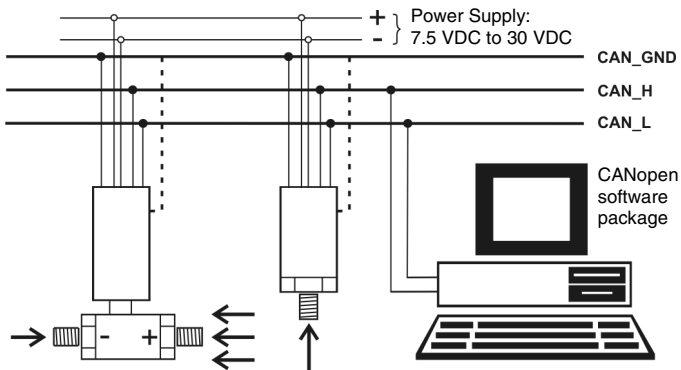 +
Power Supply:
-
7.5 VDC to 30 VDC
CAN_GND
CAN_H
CAN_L
CANopen
software
package
- +